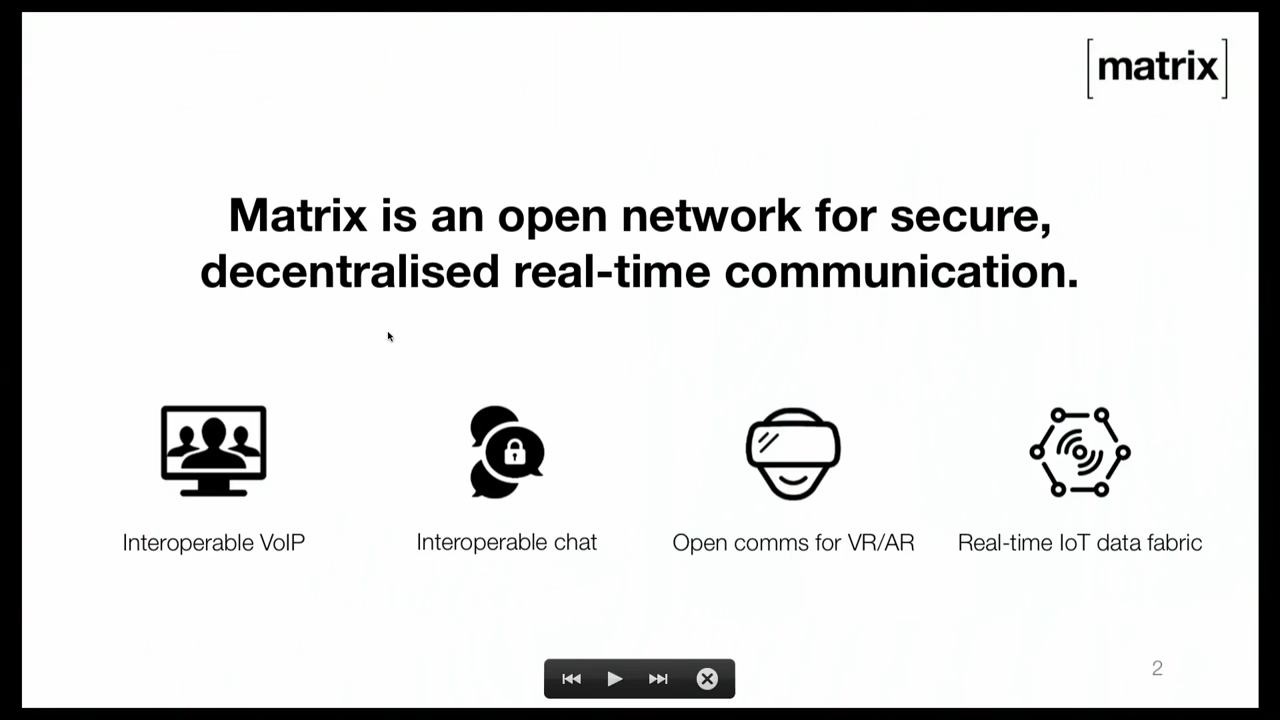 [matrix]
Matrix is an open network for secure,
decentralised real-time communication.
Interoperable VoIP
Interoperable chat
Open comms for VR/AR
Real-time IoT data fabric
2